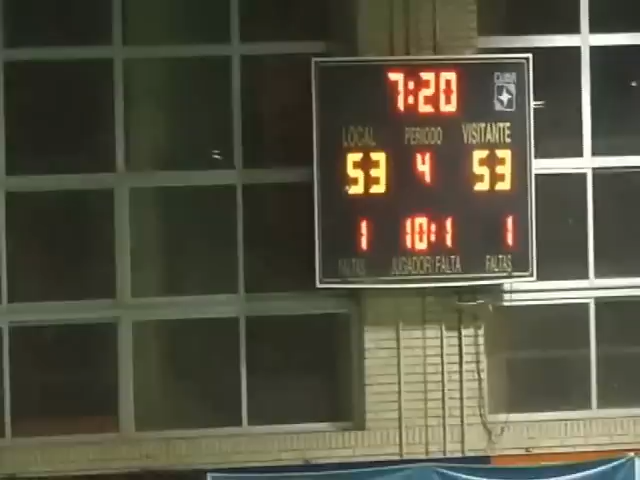 7:20
LOCAL PERIODO VISITANTE
53 4 53
1 10:1 1
FALTAS JUGADOR/FALTA FALTAS